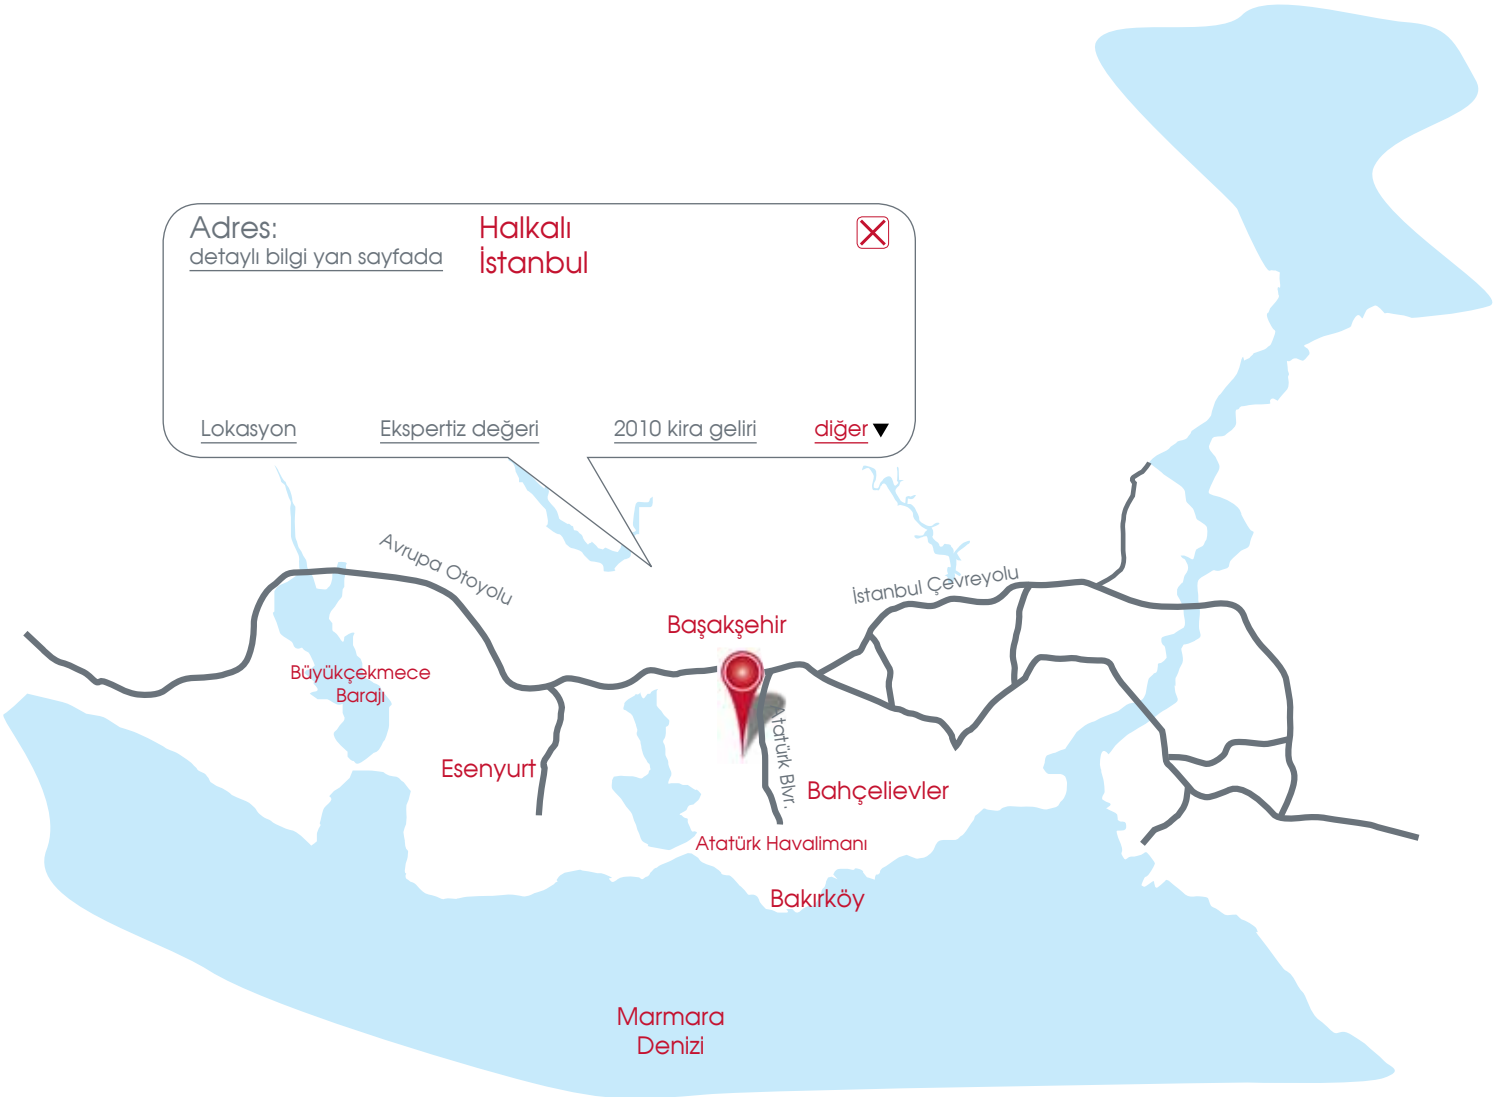 Adres:
detaylı bilgi yan sayfada
Halkalı
İstanbul
Lokasyon
Ekspertiz değeri
2010 kira geliri
diğer
Avrupa Otoyolu
İstanbul Çevreyolu
Başakşehir
Büyükçekmece
Barajı
Atatürk Blvr.
Esenyurt
Bahçelievler
Atatürk Havalimanı
Bakırköy
Marmara
Denizi